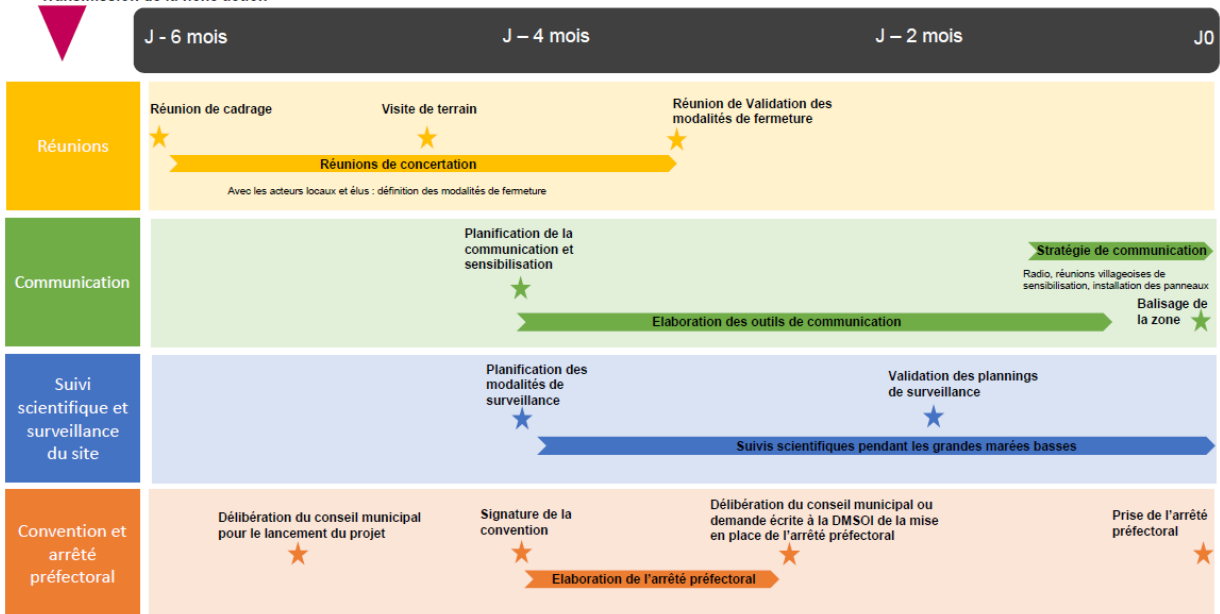 J - 6 mois
J – 4 mois
J – 2 mois
J0
Réunions
Réunion de cadrage
Visite de terrain
Réunion de Validation des
modalités de fermeture
Réunions de concertation
Avec les acteurs locaux et élus : définition des modalités de fermeture
Communication
Planification de la
communication et
sensibilisation
Stratégie de communication
Radio, réunions villageoises de
sensibilisation, installation des panneaux
Balisage de
la zone
Elaboration des outils de communication
Suivi
scientifique et
surveillance
du site
Planification des
modalités de
surveillance
Validation des plannings
de surveillance
Suivis scientifiques pendant les grandes marées basses
Convention et
arrêté
préfectoral
Délibération du conseil municipal
pour le lancement du projet
Signature de la
convention
Délibération du conseil municipal ou
demande écrite à la DMSOI de la mise
en place de l'arrêté préfectoral
Prise de l'arrêté
préfectoral
Elaboration de l'arrêté préfectoral